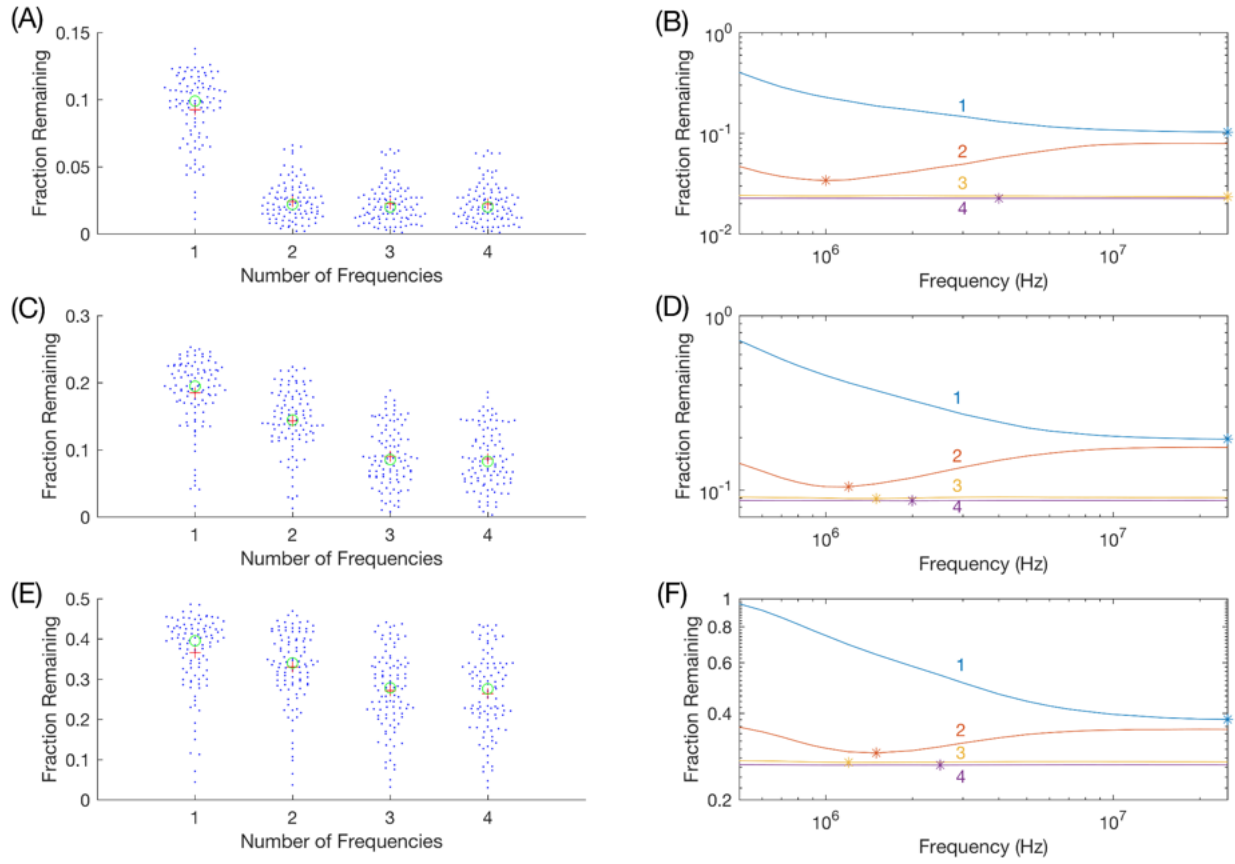 (A)
0.15
0.1
0.05
0
Fraction Remaining
1 2 3 4
Number of Frequencies
(B)
10^0
10^-1
10^-2
Fraction Remaining
1
2
3
4
10^6 10^7
Frequency (Hz)
(C)
0.3
0.2
0.1
0
Fraction Remaining
1 2 3 4
Number of Frequencies
(D)
10^0
10^-1
Fraction Remaining
1
2
3
4
10^6 10^7
Frequency (Hz)
(E)
0.5
0.4
0.3
0.2
0.1
0
Fraction Remaining
1 2 3 4
Number of Frequencies
(F)
1
0.8
0.6
0.4
0.2
Fraction Remaining
1
2
3
4
10^6 10^7
Frequency (Hz)